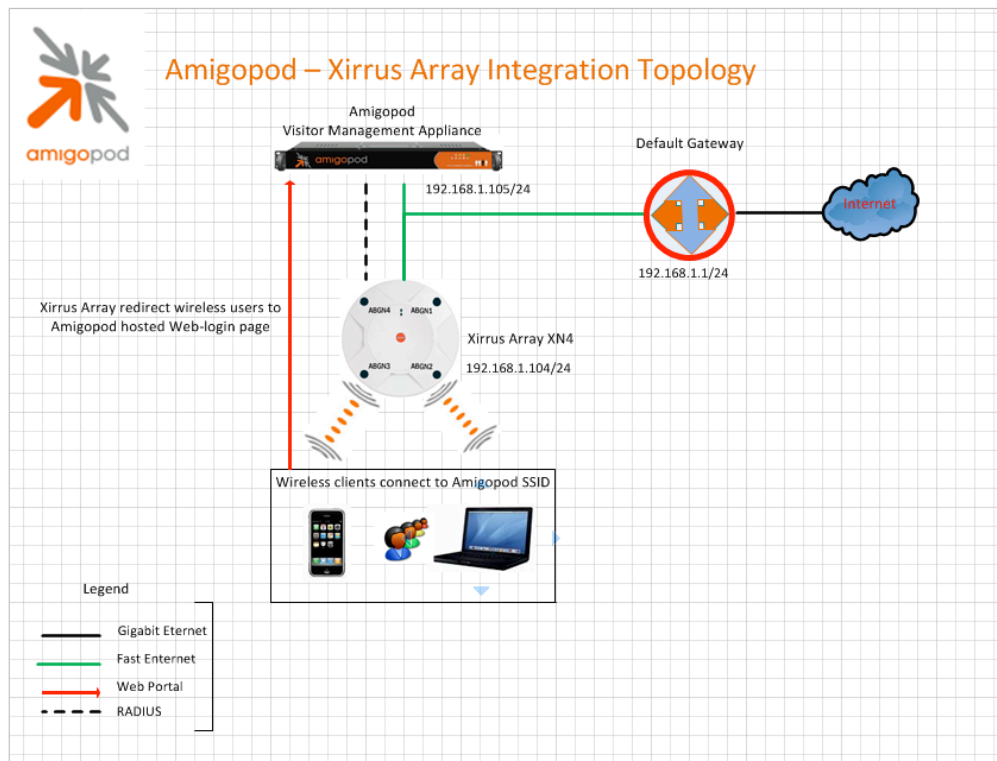 amigopod
Amigopod – Xirrus Array Integration Topology
Amigopod
Visitor Management Appliance
amigopod
192.168.1.105/24
Default Gateway
Internet
192.168.1.1/24
Xirrus Array redirect wireless users to
Amigopod hosted Web-login page
ABGN4
ABGN1
ABGN3
ABGN2
Xirrus Array XN4
192.168.1.104/24
Wireless clients connect to Amigopod SSID
Legend
Gigabit Eternet
Fast Enternet
Web Portal
RADIUS